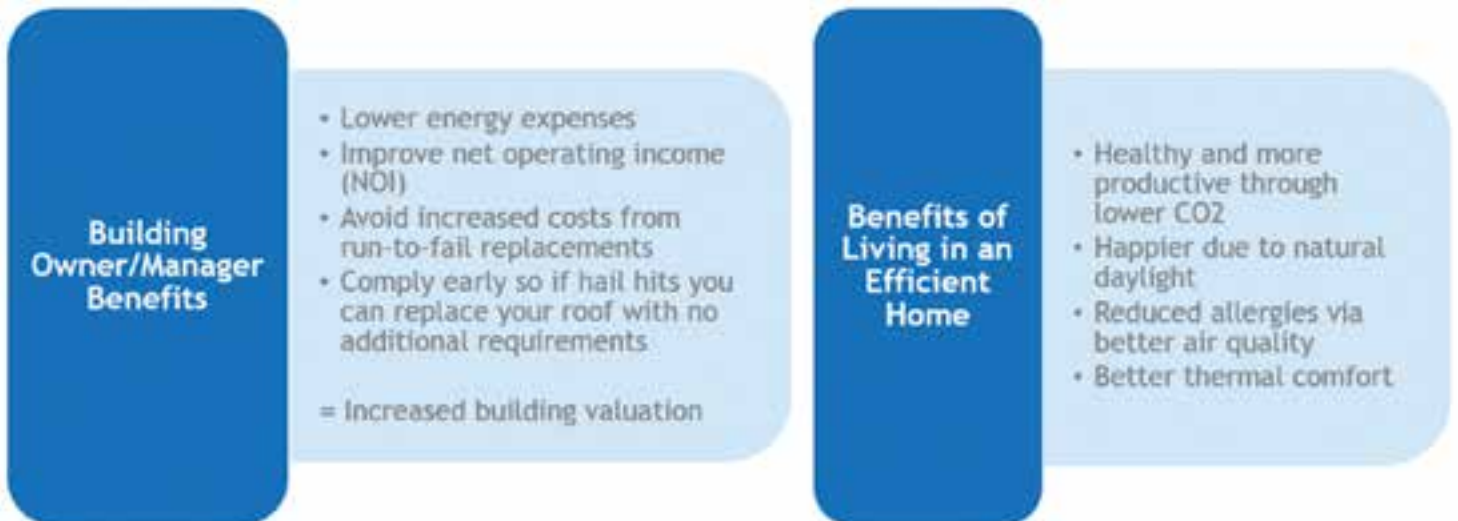 Building
Owner/Manager
Benefits
• Lower energy expenses
• Improve net operating income
(NOI)
• Avoid increased costs from
run-to-fail replacements
• Comply early so if hail hits you
can replace your roof with no
additional requirements
= Increased building valuation
Benefits of
Living in an
Efficient
Home
• Healthy and more
productive through
lower CO2
• Happier due to natural
daylight
• Reduced allergies via
better air quality
• Better thermal comfort